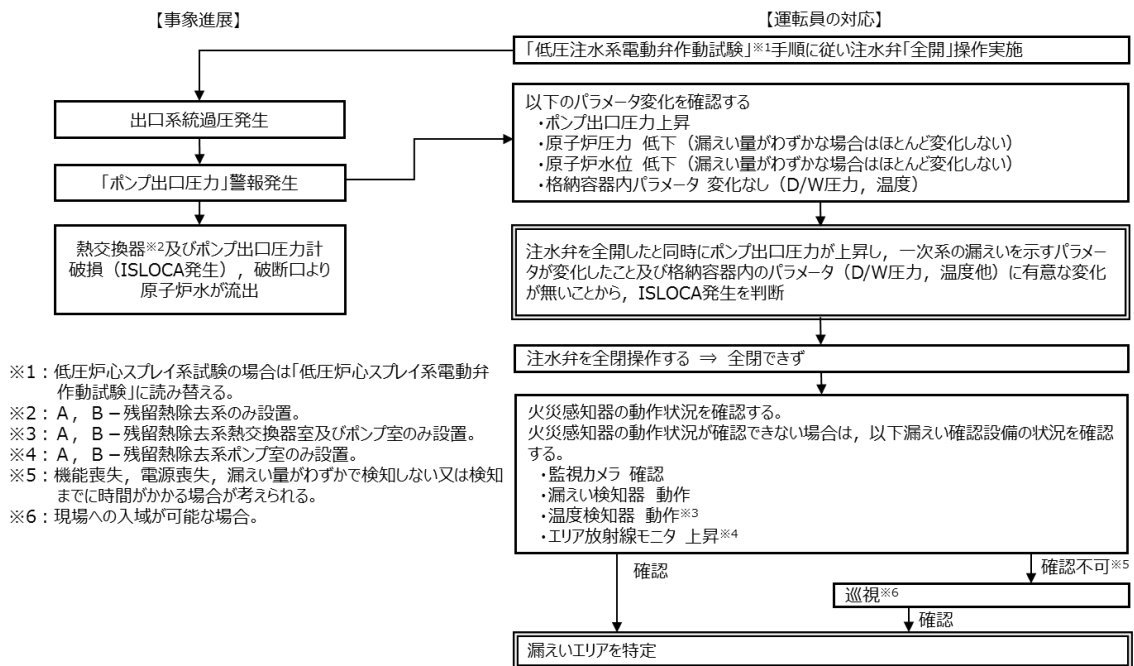 【事象進展】
【運転員の対応】
「低圧注水系電動弁作動試験」※1手順に従い注水弁「全開」操作実施
出口系統過圧発生
「ポンプ出口圧力」警報発生
熱交換器※2及びポンプ出口圧力計
破損（ISLOCA発生），破断口より
原子炉水が流出
以下のパラメータ変化を確認する
・ポンプ出口圧力上昇
・原子炉圧力 低下（漏えい量がわずかな場合はほとんど変化しない）
・原子炉水位 低下（漏えい量がわずかな場合はほとんど変化しない）
・格納容器内パラメータ 変化なし（D/W圧力，温度）
注水弁を全開したと同時にポンプ出口圧力が上昇し，一次系の漏えいを示すパラメー
タが変化したこと及び格納容器内のパラメータ（D/W圧力，温度他）に有意な変化
が無いことから，ISLOCA発生を判断
注水弁を全閉操作する ⇒ 全閉できず
火災感知器の動作状況を確認する。
火災感知器の動作状況が確認できない場合は，以下漏えい確認設備の状況を確認
する。
・監視カメラ 確認
・漏えい検知器 動作
・温度検知器 動作※3
・エリア放射線モニタ 上昇※4
確認
確認不可※5
巡視※6
確認
漏えいエリアを特定
※1：低圧炉心スプレイ系試験の場合は「低圧炉心スプレイ系電動弁
作動試験」に読み替える。
※2：A，B－残留熱除去系のみ設置。
※3：A，B－残留熱除去系熱交換器室及びポンプ室のみ設置。
※4：A，B－残留熱除去系ポンプ室のみ設置。
※5：機能喪失，電源喪失，漏えい量がわずかで検知しない又は検知
までに時間がかかる場合が考えられる。
※6：現場への入域が可能な場合。